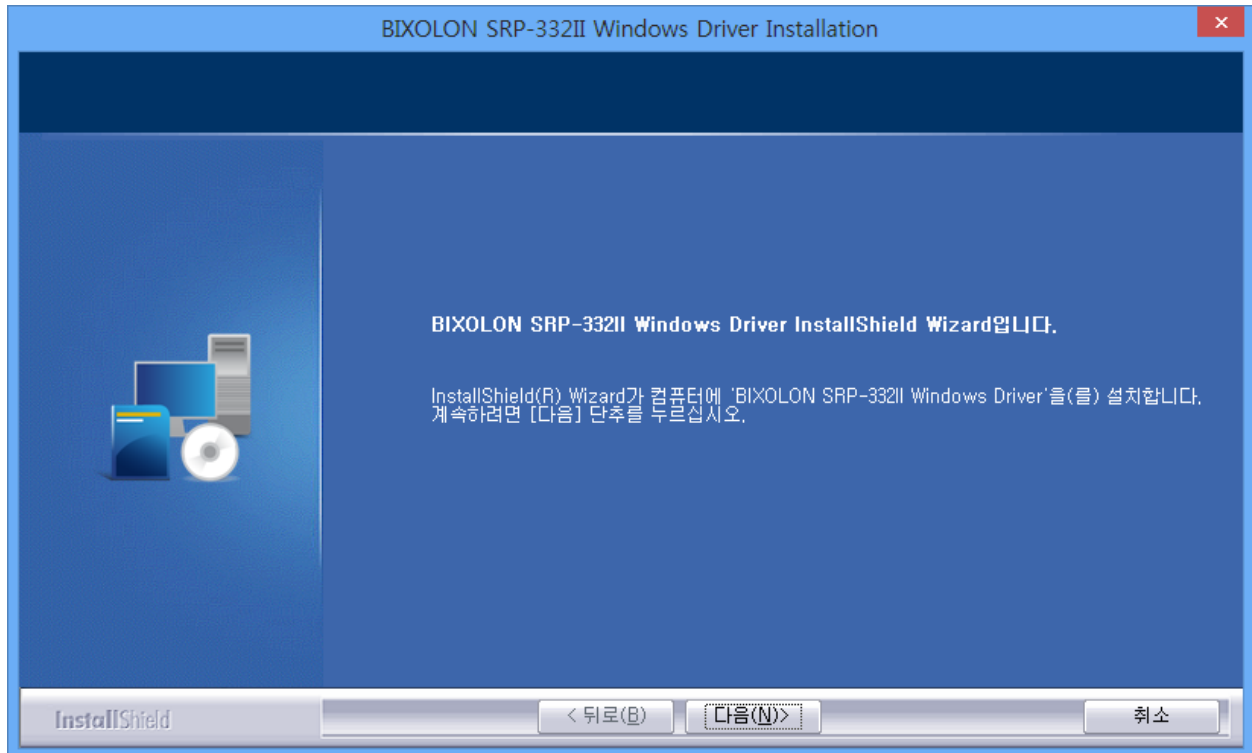 BIXOLON SRP-332II Windows Driver Installation
BIXOLON SRP-332II Windows Driver InstallShield Wizard입니다.
InstallShield(R) Wizard가 컴퓨터에 'BIXOLON SRP-332II Windows Driver'을(를) 설치합니다.
계속하려면 [다음] 단추를 누르십시오.
InstallShield
< 뒤로(B)
다음(N)>
취소